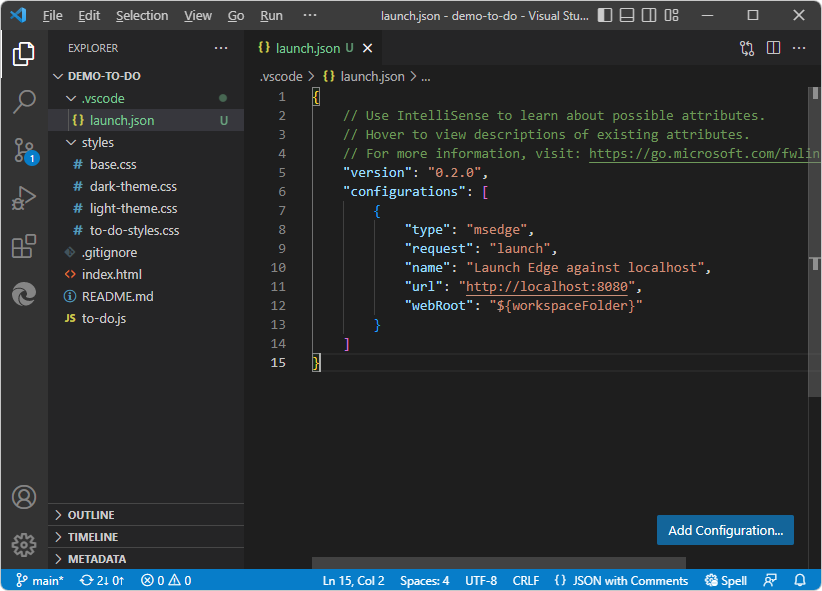 File Edit Selection View Go Run ··· launch.json - demo-to-do - Visual Stu...
EXPLORER ···
DEMO-TO-DO
.vscode
{} launch.json U
styles
# base.css
# dark-theme.css
# light-theme.css
# to-do-styles.css
.gitignore
<> index.html
README.md
JS to-do.js
OUTLINE
TIMELINE
METADATA
1
{} launch.json U
.vscode > {} launch.json > ...
1 {
2 // Use IntelliSense to learn about possible attributes.
3 // Hover to view descriptions of existing attributes.
4 // For more information, visit: https://go.microsoft.com/fwlin
5 "version": "0.2.0",
6 "configurations": [
7 {
8 "type": "msedge",
9 "request": "launch",
10 "name": "Launch Edge against localhost",
11 "url": "http://localhost:8080",
12 "webRoot": "${workspaceFolder}"
13 }
14 ]
15 }
Add Configuration...
main* 2↓ 0↑ 0 0 Ln 15, Col 2 Spaces: 4 UTF-8 CRLF {} JSON with Comments Spell